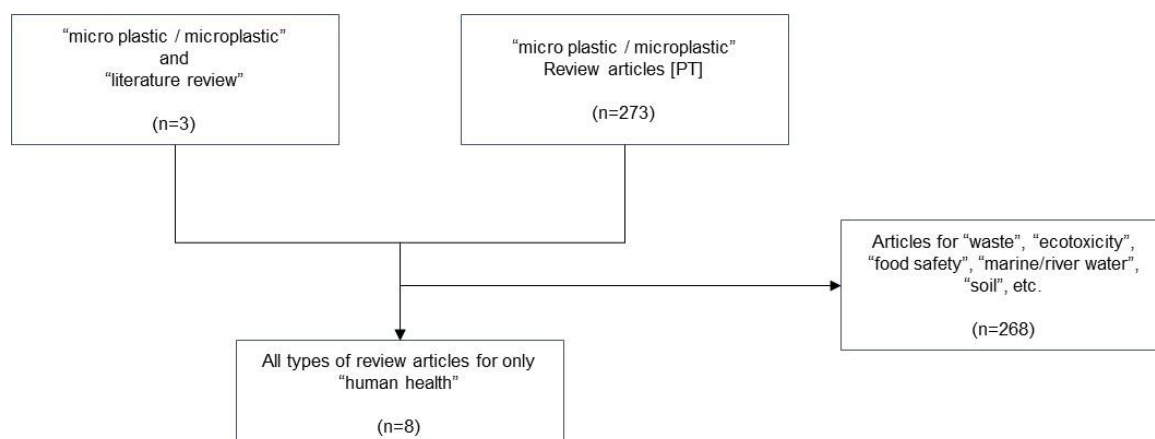 “micro plastic / microplastic”
and
“literature review”
(n=3)
“micro plastic / microplastic”
Review articles [PT]
(n=273)
Articles for “waste”, “ecotoxicity”,
“food safety”, “marine/river water”,
“soil”, etc.
(n=268)
All types of review articles for only
“human health”
(n=8)